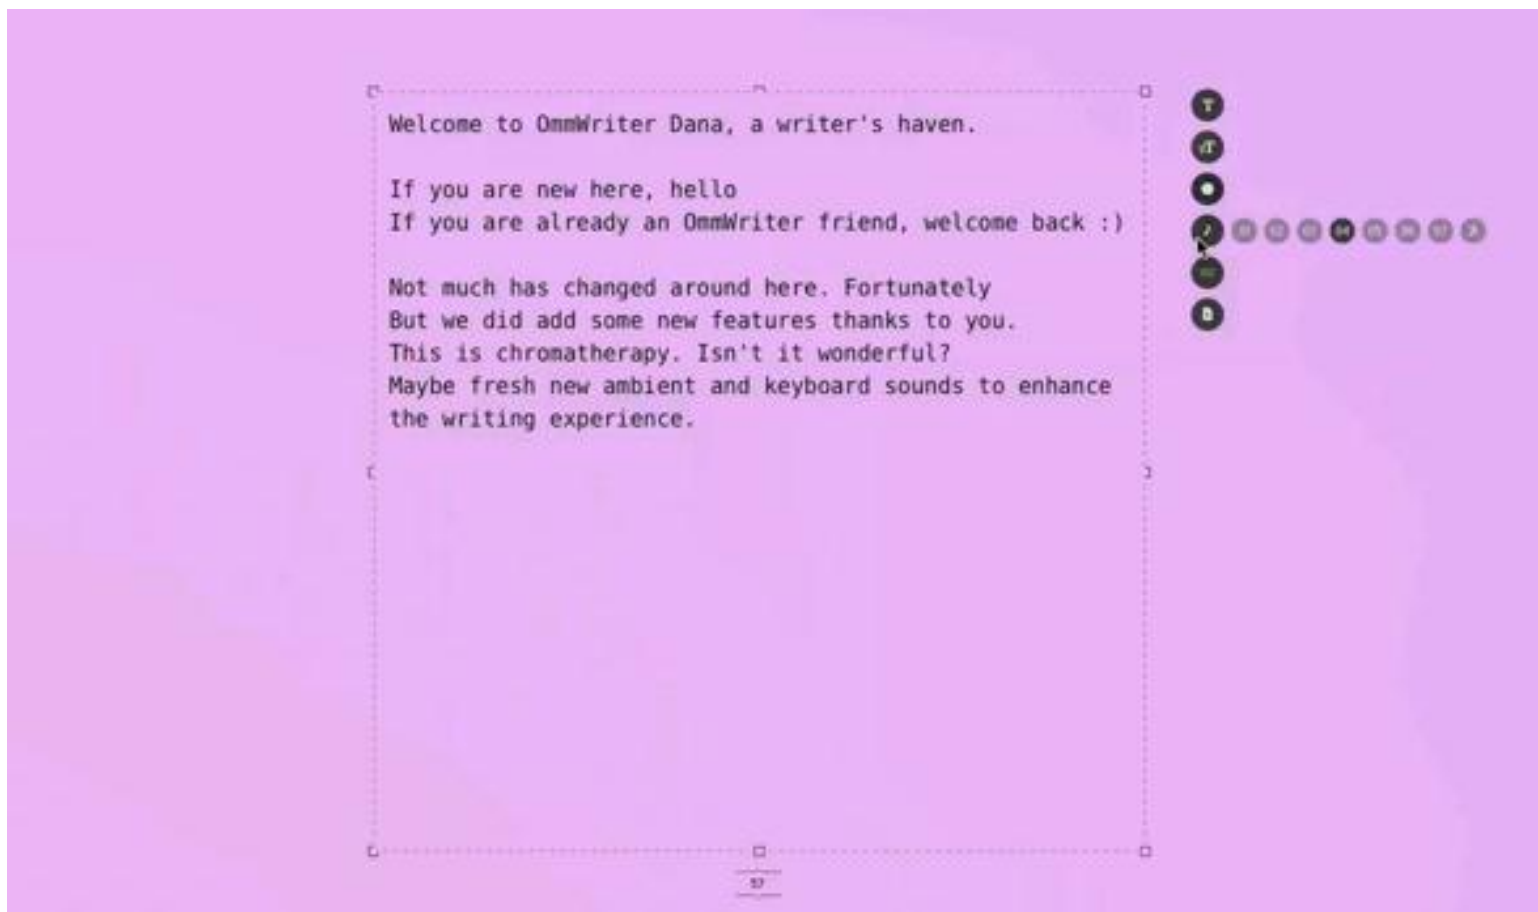 Welcome to OmmWriter Dana, a writer's haven.
If you are new here, hello
If you are already an OmmWriter friend, welcome back :)
Not much has changed around here. Fortunately
But we did add some new features thanks to you.
This is chromatherapy. Isn't it wonderful?
Maybe fresh new ambient and keyboard sounds to enhance
the writing experience.
T
04
57